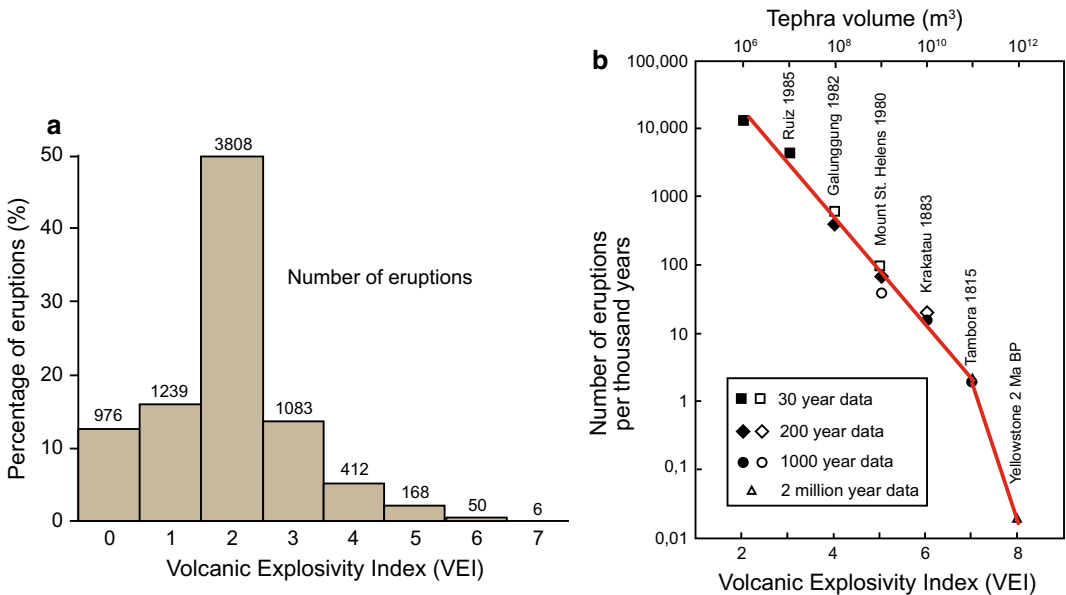 a
3808
1239
976
1083
412
168
50
6
50
40
30
20
10
0
Percentage of eruptions (%)
Number of eruptions
0 1 2 3 4 5 6 7
Volcanic Explosivity Index (VEI)
b
Tephra volume (m³)
10⁶ 10⁸ 10¹⁰ 10¹²
100,000
10,000
1000
100
10
1
0,1
0,01
Number of eruptions
per thousand years
Ruiz 1985
Galunggung 1982
Mount St. Helens 1980
Krakatau 1883
Tambora 1815
Yellowstone 2 Ma BP
30 year data
200 year data
1000 year data
2 million year data
2 4 6 8
Volcanic Explosivity Index (VEI)